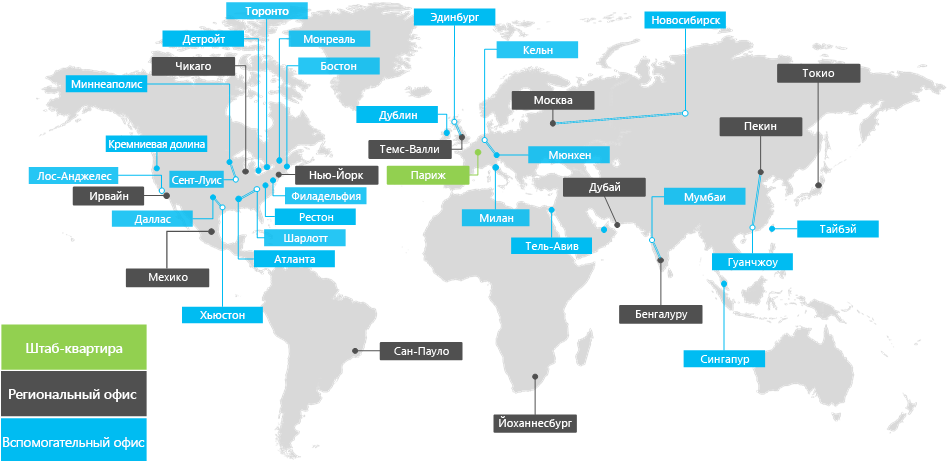 Торонто
Эдинбург
Новосибирск
Детройт
Монреаль
Кельн
Чикаго
Бостон
Токио
Миннеаполис
Москва
Дублин
Пекин
Кремниевая долина
Темс-Валли
Мюнхен
Лос-Анджелес
Сент-Луис
Нью-Йорк
Париж
Ирвайн
Филадельфия
Дубай
Мумбаи
Даллас
Рестон
Милан
Тайбэй
Шарлотт
Тель-Авив
Мехико
Атланта
Гуанчжоу
Хьюстон
Бенгалуру
Штаб-квартира
Сан-Пауло
Сингапур
Региональный офис
Йоханнесбург
Вспомогательный офис